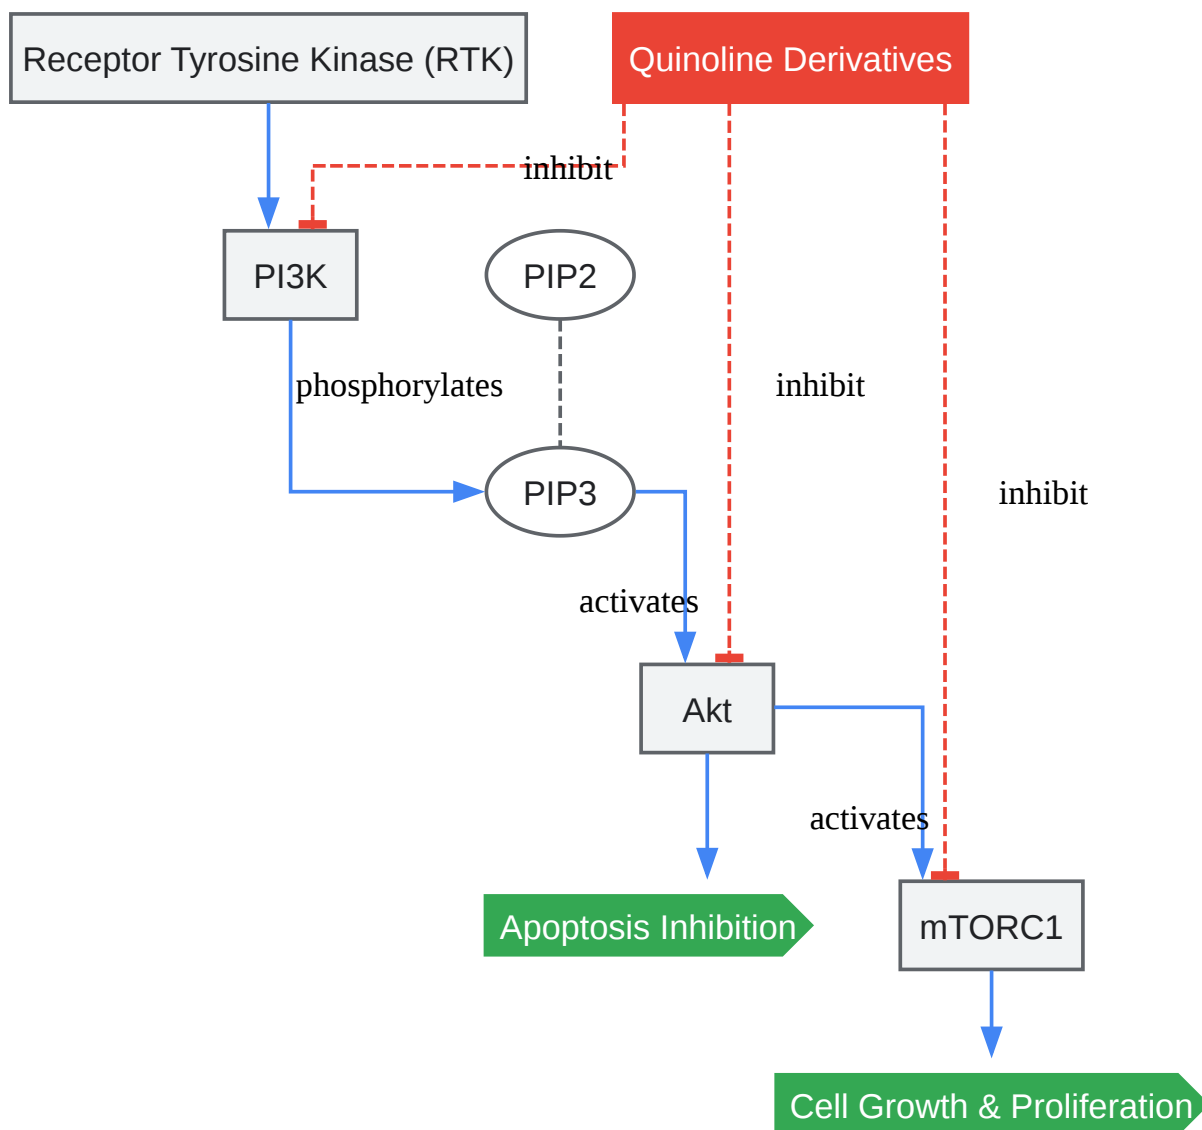 Receptor Tyrosine Kinase (RTK)
Quinoline Derivatives
inhibit
PI3K
PIP2
phosphorylates
inhibit
PIP3
inhibit
activates
Akt
activates
Apoptosis Inhibition
mTORC1
Cell Growth & Proliferation